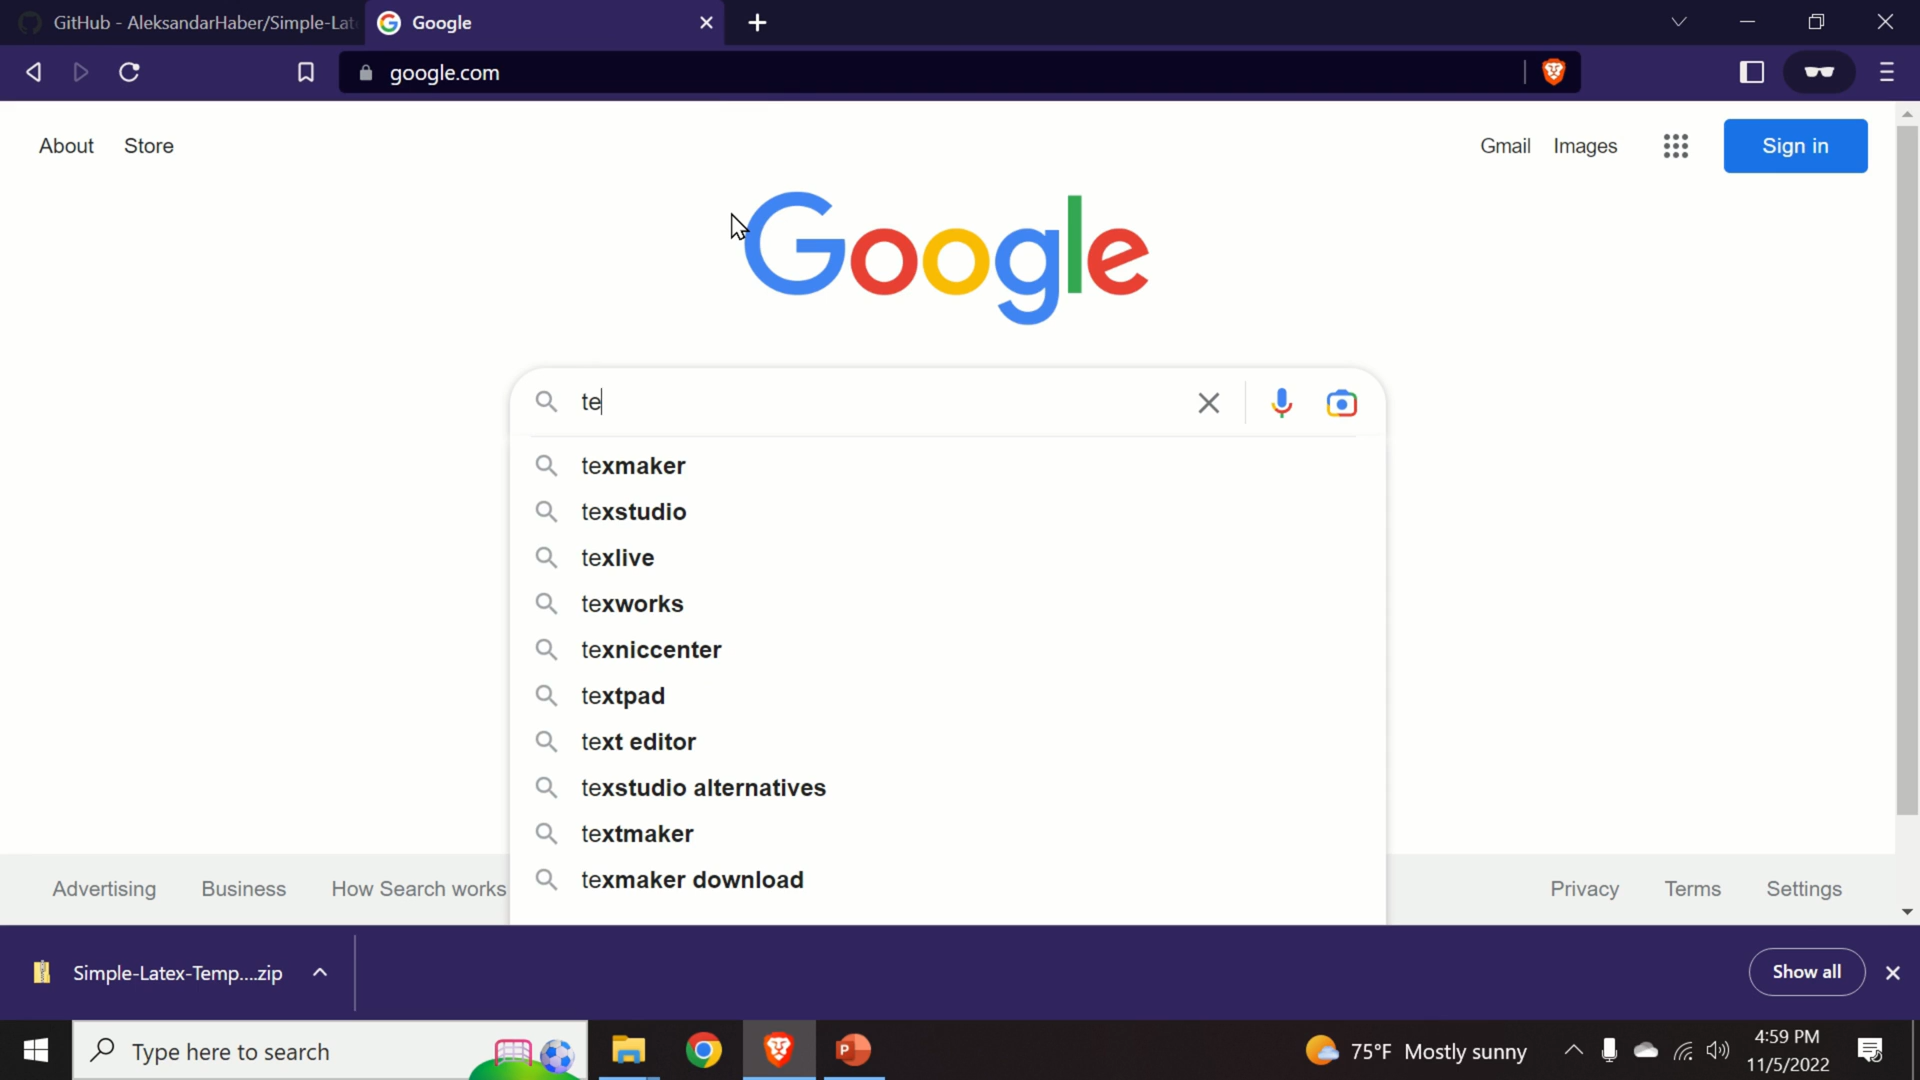 GitHub - AleksandarHaber/Simple-Lat
Google
google.com
About Store
Gmail Images
Sign in
Google
te
texmaker
texstudio
texlive
texworks
texniccenter
textpad
text editor
texstudio alternatives
textmaker
texmaker download
Advertising Business How Search works
Privacy Terms Settings
Simple-Latex-Temp....zip
Show all
Type here to search
P
75°F Mostly sunny
4:59 PM
11/5/2022